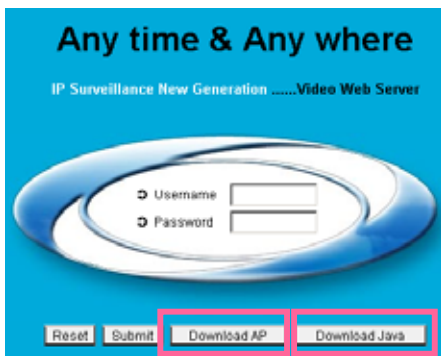 Any time & Any where
IP Surveillance New Generation ......Video Web Server
Username
Password
Reset Submit Download AP Download Java